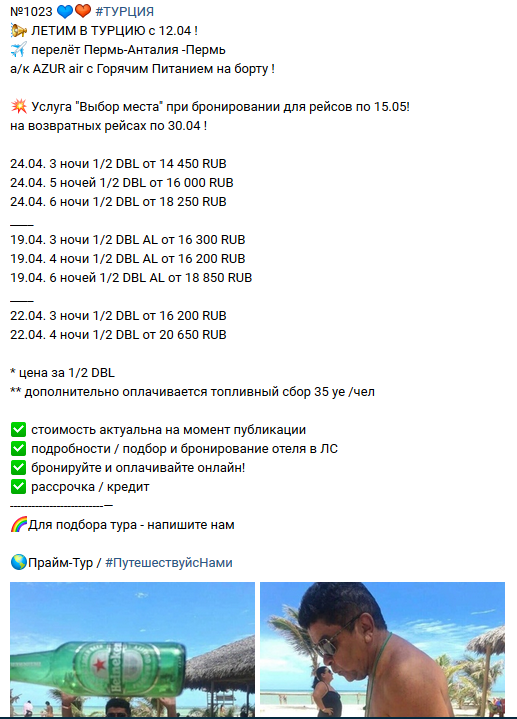 №1023 💙❤ #ТУРЦИЯ
📯 ЛЕТИМ В ТУРЦИЮ с 12.04 !
✈ перелёт Пермь-Анталия -Пермь
а/к AZUR air с Горячим Питанием на борту !
💥 Услуга "Выбор места" при бронировании для рейсов по 15.05!
на возвратных рейсах по 30.04 !
24.04. 3 ночи 1/2 DBL от 14 450 RUB
24.04. 5 ночей 1/2 DBL от 16 000 RUB
24.04. 6 ночи 1/2 DBL от 18 250 RUB
____
19.04. 3 ночи 1/2 DBL AL от 16 300 RUB
19.04. 4 ночи 1/2 DBL AL от 16 200 RUB
19.04. 6 ночей 1/2 DBL AL от 18 850 RUB
____
22.04. 3 ночи 1/2 DBL от 16 200 RUB
22.04. 4 ночи 1/2 DBL от 20 650 RUB
* цена за 1/2 DBL
** дополнительно оплачивается топливный сбор 35 уе /чел
✅ стоимость актуальна на момент публикации
✅ подробности / подбор и бронирование отеля в ЛС
✅ бронируйте и оплачивайте онлайн!
✅ рассрочка / кредит
--------------------------—
🌈Для подбора тура - напишите нам
🌎Прайм-Тур / #ПутешествуйсНами
Heineken